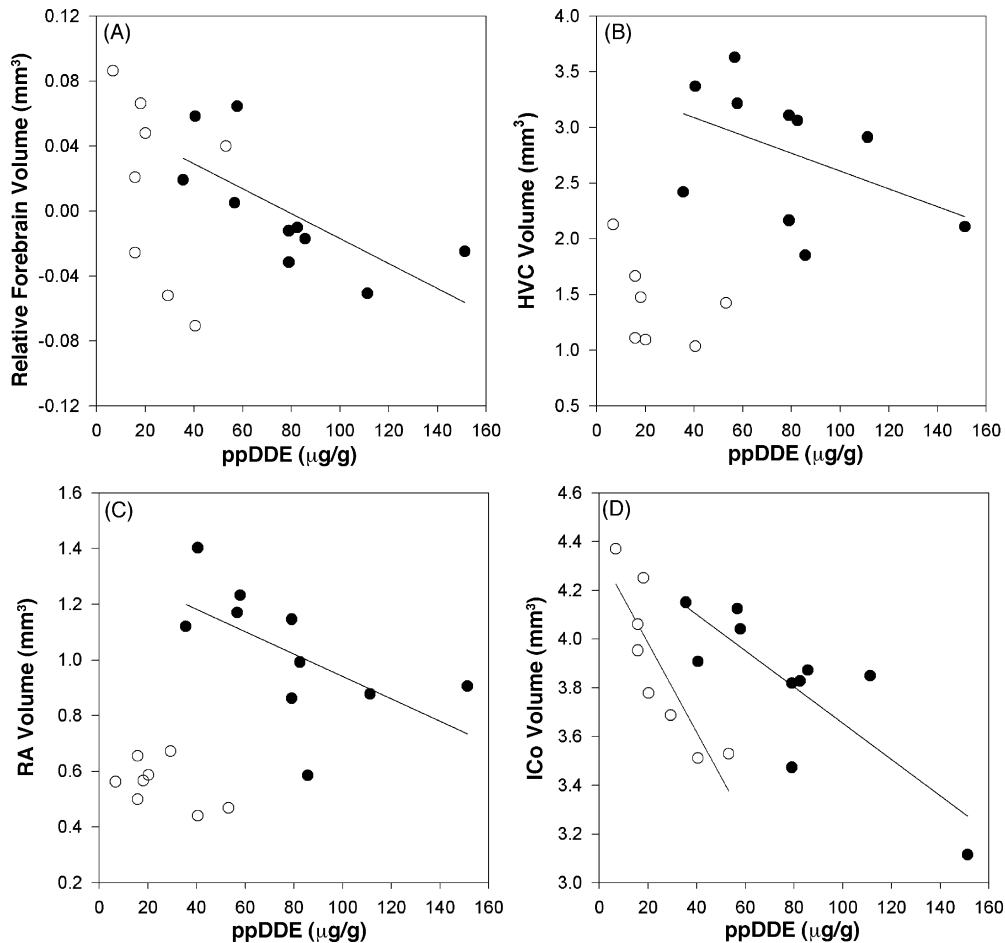 (A)
Relative Forebrain Volume (mm³)
0.12
0.08
0.04
0.00
-0.04
-0.08
-0.12
0 20 40 60 80 100 120 140 160
ppDDE (μg/g)
(B)
HVC Volume (mm³)
4.0
3.5
3.0
2.5
2.0
1.5
1.0
0.5
0 20 40 60 80 100 120 140 160
ppDDE (μg/g)
(C)
RA Volume (mm³)
1.6
1.4
1.2
1.0
0.8
0.6
0.4
0.2
0 20 40 60 80 100 120 140 160
ppDDE (μg/g)
(D)
ICo Volume (mm³)
4.6
4.4
4.2
4.0
3.8
3.6
3.4
3.2
3.0
0 20 40 60 80 100 120 140 160
ppDDE (μg/g)